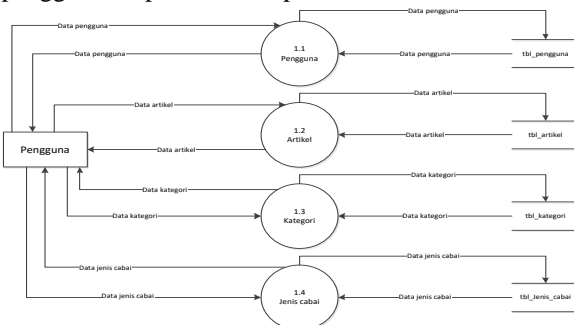 Data pengguna
Data pengguna
1.1
Pengguna
Data pengguna
Data pengguna
tbl_pengguna
Data artikel
Data artikel
1.2
Artikel
Data artikel
Data artikel
tbl_artikel
Pengguna
Data kategori
Data kategori
1.3
Kategori
Data kategori
Data kategori
tbl_kategori
Data jenis cabai
Data jenis cabai
1.4
Jenis cabai
Data jenis cabai
Data jenis cabai
tbl_Jenis_cabai